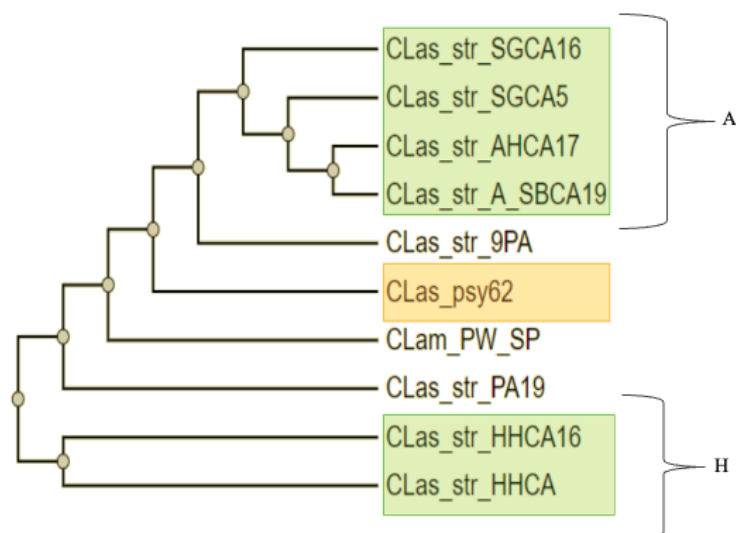 CLas_str_SGCA16
CLas_str_SGCA5
A
CLas_str_AHCA17
CLas_str_A_SBCA19
CLas_str_9PA
CLas_psy62
CLam_PW_SP
CLas_str_PA19
CLas_str_HHCA16
H
CLas_str_HHCA